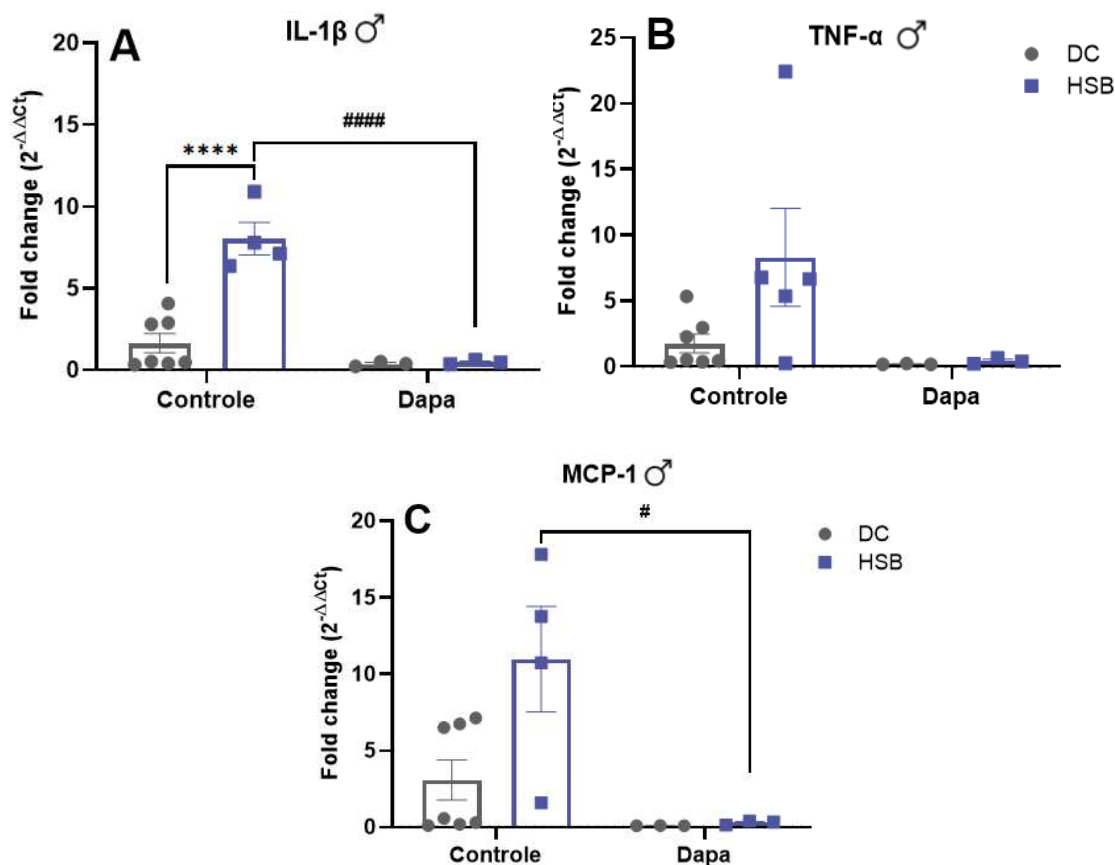 A
IL-1β ♂
Fold change (2-ΔΔCt)
20
15
10
5
0
****
####
Controle
Dapa
B
TNF-α ♂
Fold change (2-ΔΔCt)
25
20
15
10
5
0
Controle
Dapa
DC
HSB
MCP-1 ♂
C
Fold change (2-ΔΔCt)
20
15
10
5
0
#
Controle
Dapa
DC
HSB